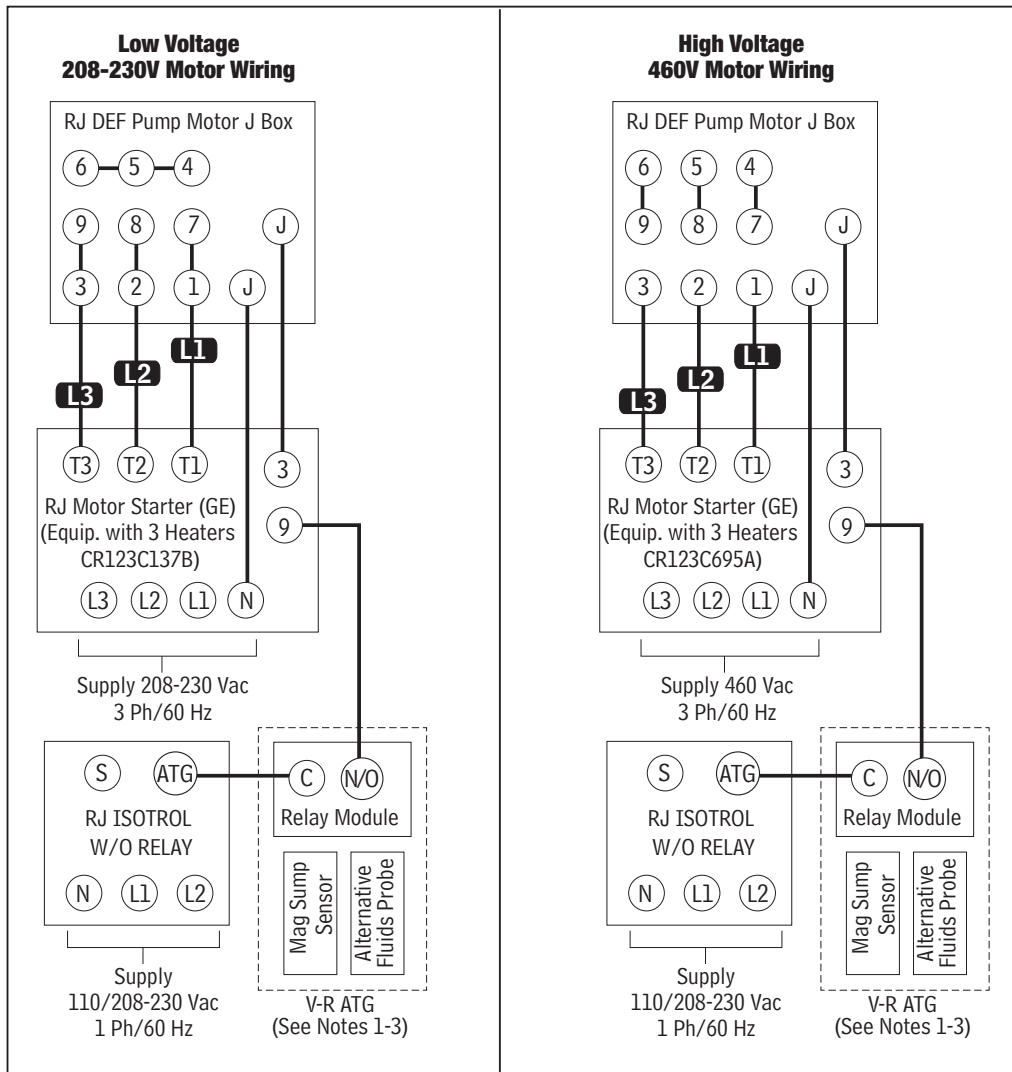 Low Voltage
208-230V Motor Wiring
RJ DEF Pump Motor J Box
6 5 4
9 8 7 J
3 2 1 J
L1
L2
L3
T3 T2 T1 3
RJ Motor Starter (GE)
(Equip. with 3 Heaters
CR123C137B)
9
L3 L2 L1 N
Supply 208-230 Vac
3 Ph/60 Hz
S ATG
RJ ISOTROL
W/O RELAY
N L1 L2
Supply
110/208-230 Vac
1 Ph/60 Hz
C N/O
Relay Module
Mag Sump
Sensor
Alternative
Fluids Probe
V-R ATG
(See Notes 1-3)
High Voltage
460V Motor Wiring
RJ DEF Pump Motor J Box
6 5 4
9 8 7 J
3 2 1 J
L1
L2
L3
T3 T2 T1 3
RJ Motor Starter (GE)
(Equip. with 3 Heaters
CR123C695A)
9
L3 L2 L1 N
Supply 460 Vac
3 Ph/60 Hz
S ATG
RJ ISOTROL
W/O RELAY
N L1 L2
Supply
110/208-230 Vac
1 Ph/60 Hz
C N/O
Relay Module
Mag Sump
Sensor
Alternative
Fluids Probe
V-R ATG
(See Notes 1-3)